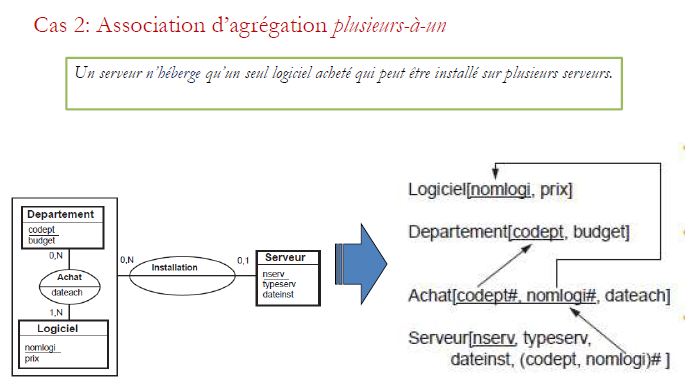 Cas 2: Association d'agrégation plusieurs-à-un
Un serveur n'héberge qu'un seul logiciel acheté qui peut être installé sur plusieurs serveurs.
Departement
codept
budget
0,N
Achat
dateach
1,N
Logiciel
nomlogi
prix
0,N
Installation
0,1
Serveur
nserv
typeserv
dateinst
Logiciel[nomlogi, prix]
Departement[codept, budget]
Achat[codept#, nomlogi#, dateach]
Serveur[nserv, typeserv,
dateinst, (codept, nomlogi)# ]